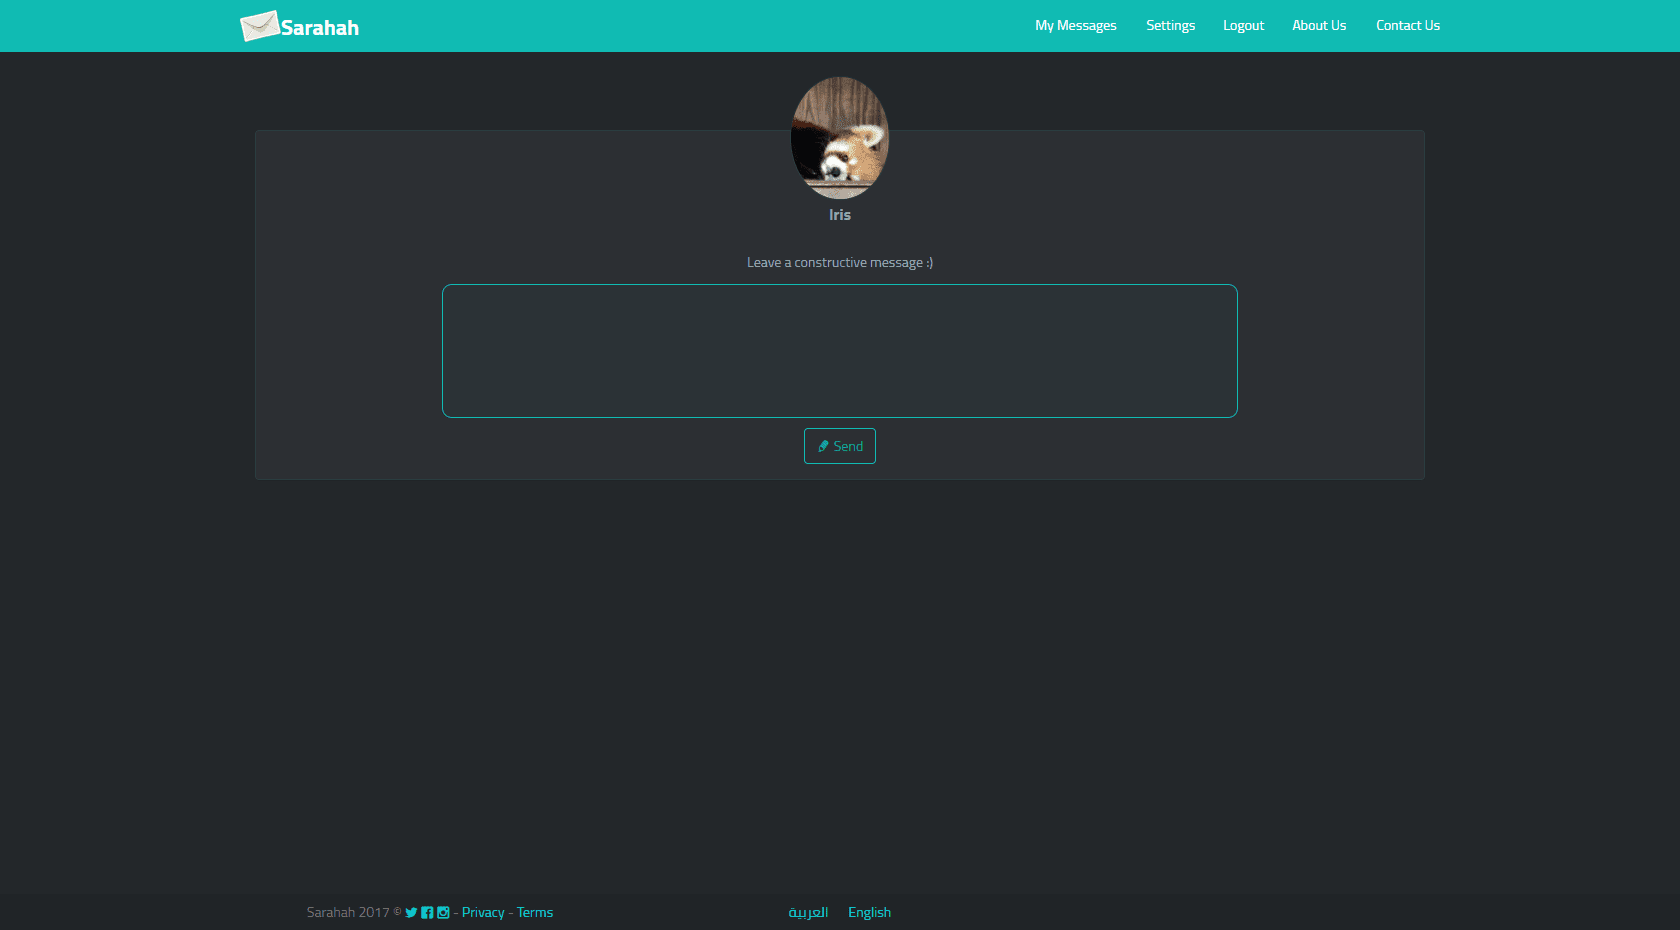 Sarahah
My Messages Settings Logout About Us Contact Us
Iris
Leave a constructive message :)
Send
Sarahah 2017 © - Privacy - Terms
العربية English